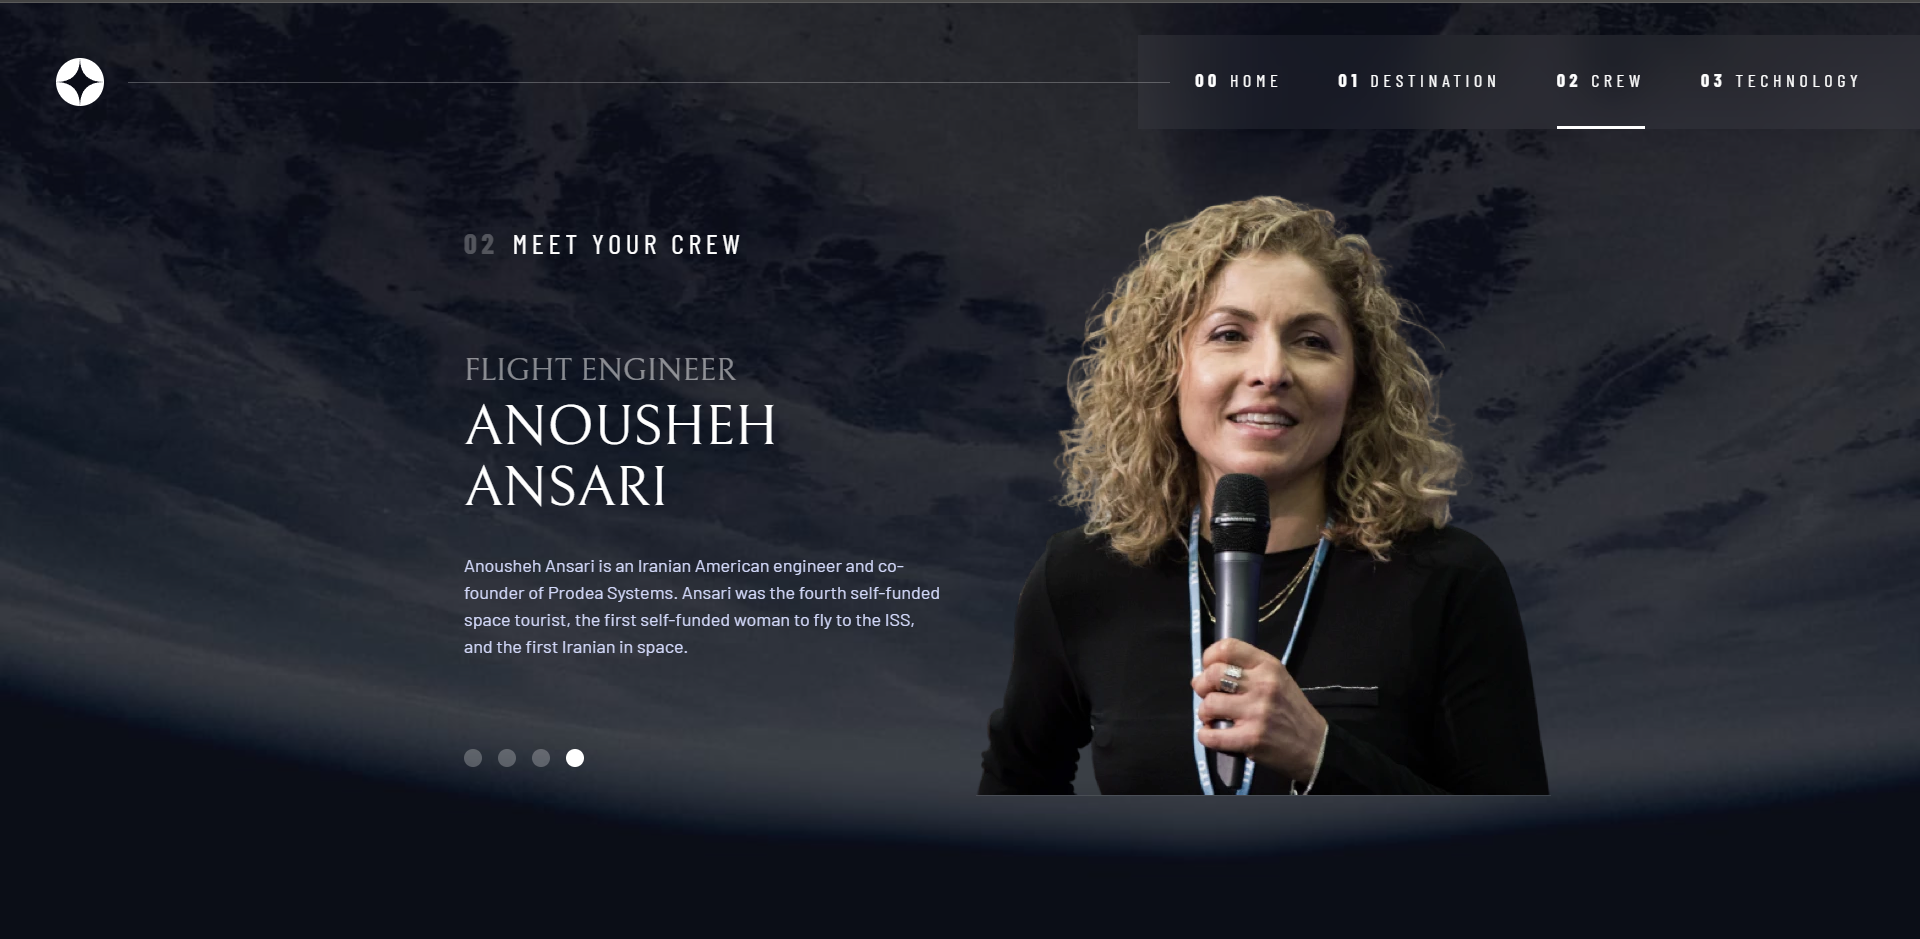 00 HOME 01 DESTINATION 02 CREW 03 TECHNOLOGY
02 MEET YOUR CREW
FLIGHT ENGINEER
ANOUSHEH
ANSARI
Anousheh Ansari is an Iranian American engineer and co-
founder of Prodea Systems. Ansari was the fourth self-funded
space tourist, the first self-funded woman to fly to the ISS,
and the first Iranian in space.